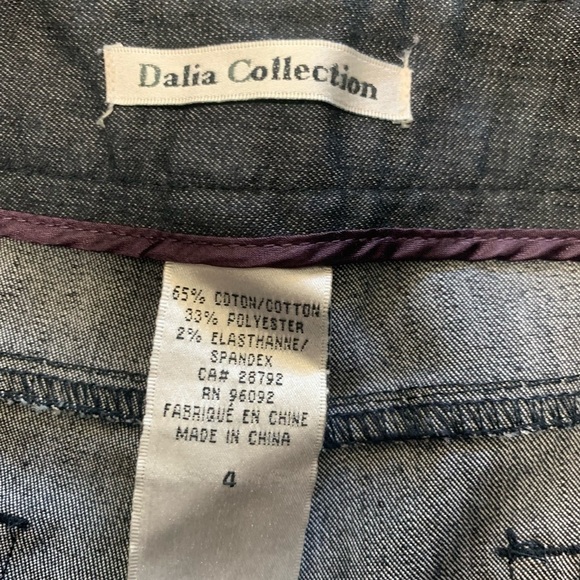 Dalia Collection
65% COTON/COTTON
33% POLYESTER
2% ELASTHANNE/
SPANDEX
CA# 28792
RN 96092
FABRIQUÉ EN CHINE
MADE IN CHINA
4